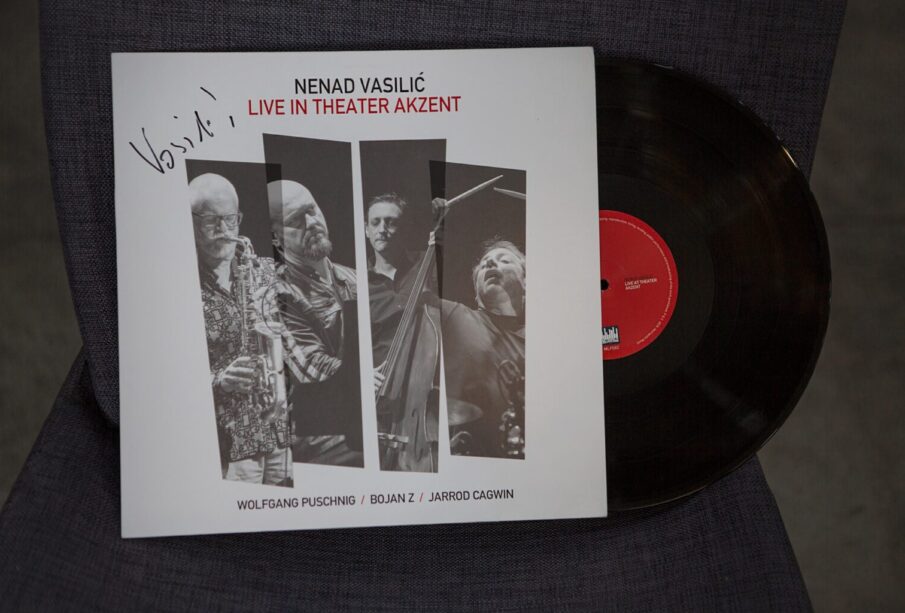 NENAD VASILIĆ
LIVE IN THEATER AKZENT
Vasilić!
WOLFGANG PUSCHNIG / BOJAN Z / JARROD CAGWIN
LIVE AT THEATER
AKZENT